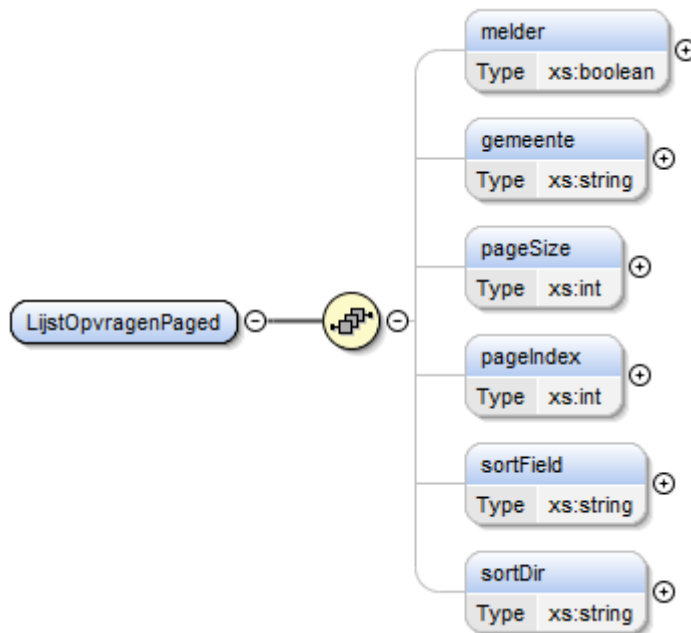 melder
Type xs:boolean
gemeente
Type xs:string
pageSize
Type xs:int
LijstOpvragenPaged
pageIndex
Type xs:int
sortField
Type xs:string
sortDir
Type xs:string